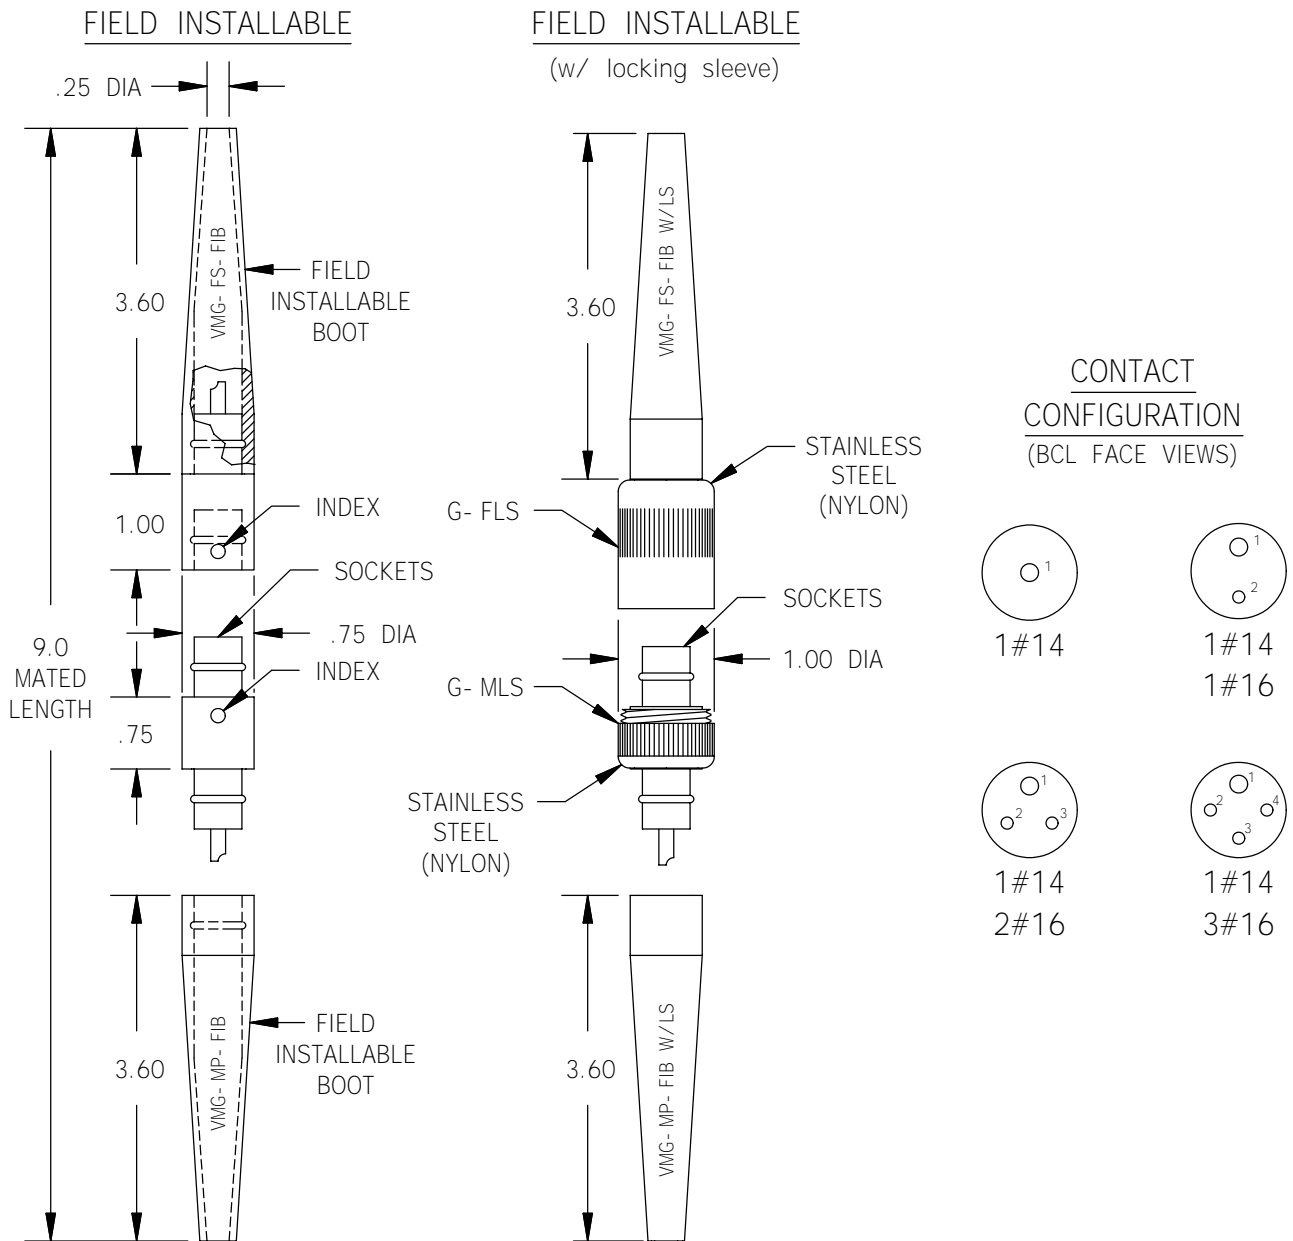 FIELD INSTALLABLE
.25 DIA
3.60
VMG- FS- FIB
FIELD
INSTALLABLE
BOOT
1.00
INDEX
SOCKETS
.75 DIA
INDEX
9.0
MATED
LENGTH
.75
3.60
VMG- MP- FIB
FIELD
INSTALLABLE
BOOT
FIELD INSTALLABLE
(w/ locking sleeve)
3.60
VMG- FS- FIB W/LS
STAINLESS
STEEL
(NYLON)
G- FLS
SOCKETS
1.00 DIA
G- MLS
STAINLESS
STEEL
(NYLON)
3.60
VMG- MP- FIB W/LS
CONTACT
CONFIGURATION
(BCL FACE VIEWS)
1
1#14
1
2
1#14
1#16
1
2
3
1#14
2#16
1
2
4
3
1#14
3#16